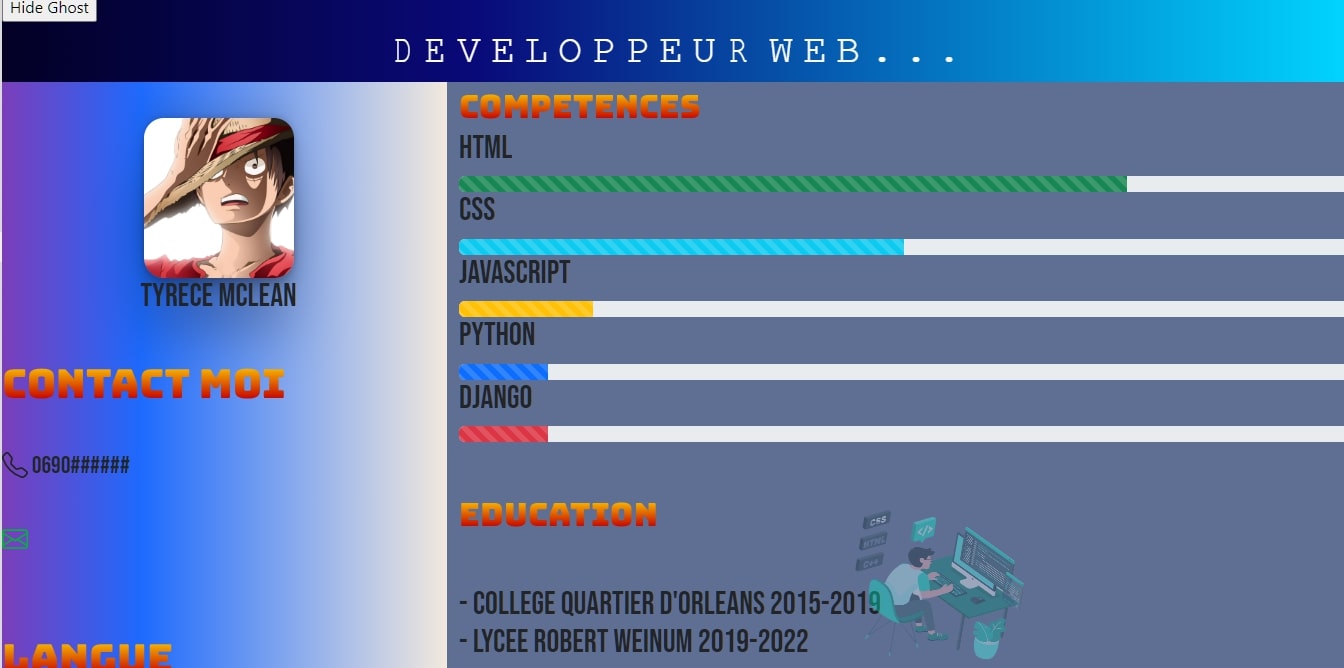 Hide Ghost
DEVELOPPEUR WEB...
TYRECE MCLEAN
CONTACT MOI
0690######
LANGUE
COMPETENCES
HTML
CSS
JAVASCRIPT
PYTHON
DJANGO
EDUCATION
CSS
</>
HTML
C++
- COLLEGE QUARTIER D'ORLEANS 2015-2019
- LYCEE ROBERT WEINUM 2019-2022